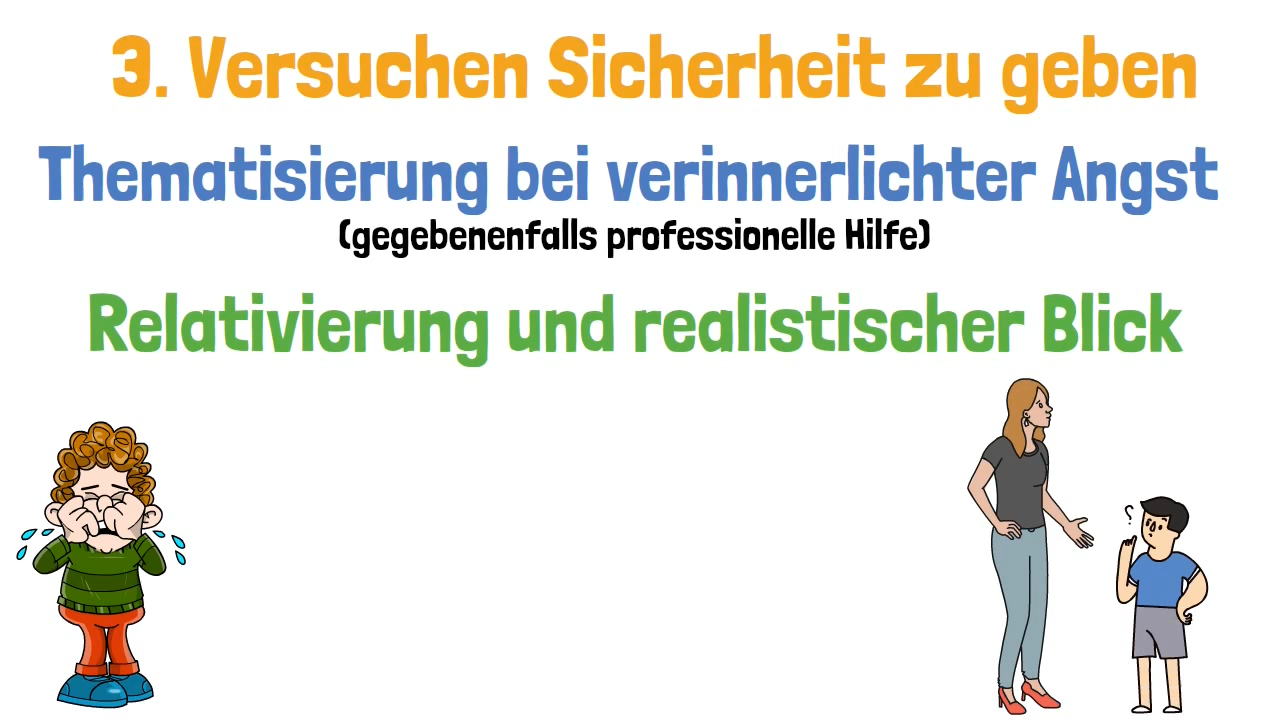 3. Versuchen Sicherheit zu geben
Thematisierung bei verinnerlichter Angst
(gegebenenfalls professionelle Hilfe)
Relativierung und realistischer Blick
?